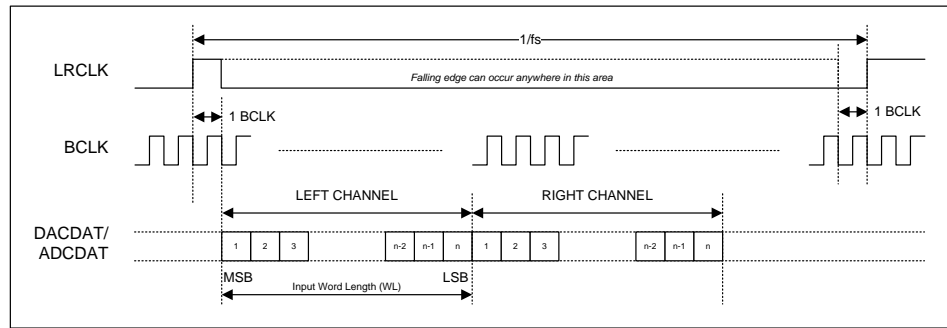 1/fs
LRCLK
Falling edge can occur anywhere in this area
1 BCLK
1 BCLK
BCLK
LEFT CHANNEL
RIGHT CHANNEL
DACDAT/
ADCDAT
1 2 3 n-2 n-1 n 1 2 3 n-2 n-1 n
MSB LSB
Input Word Length (WL)